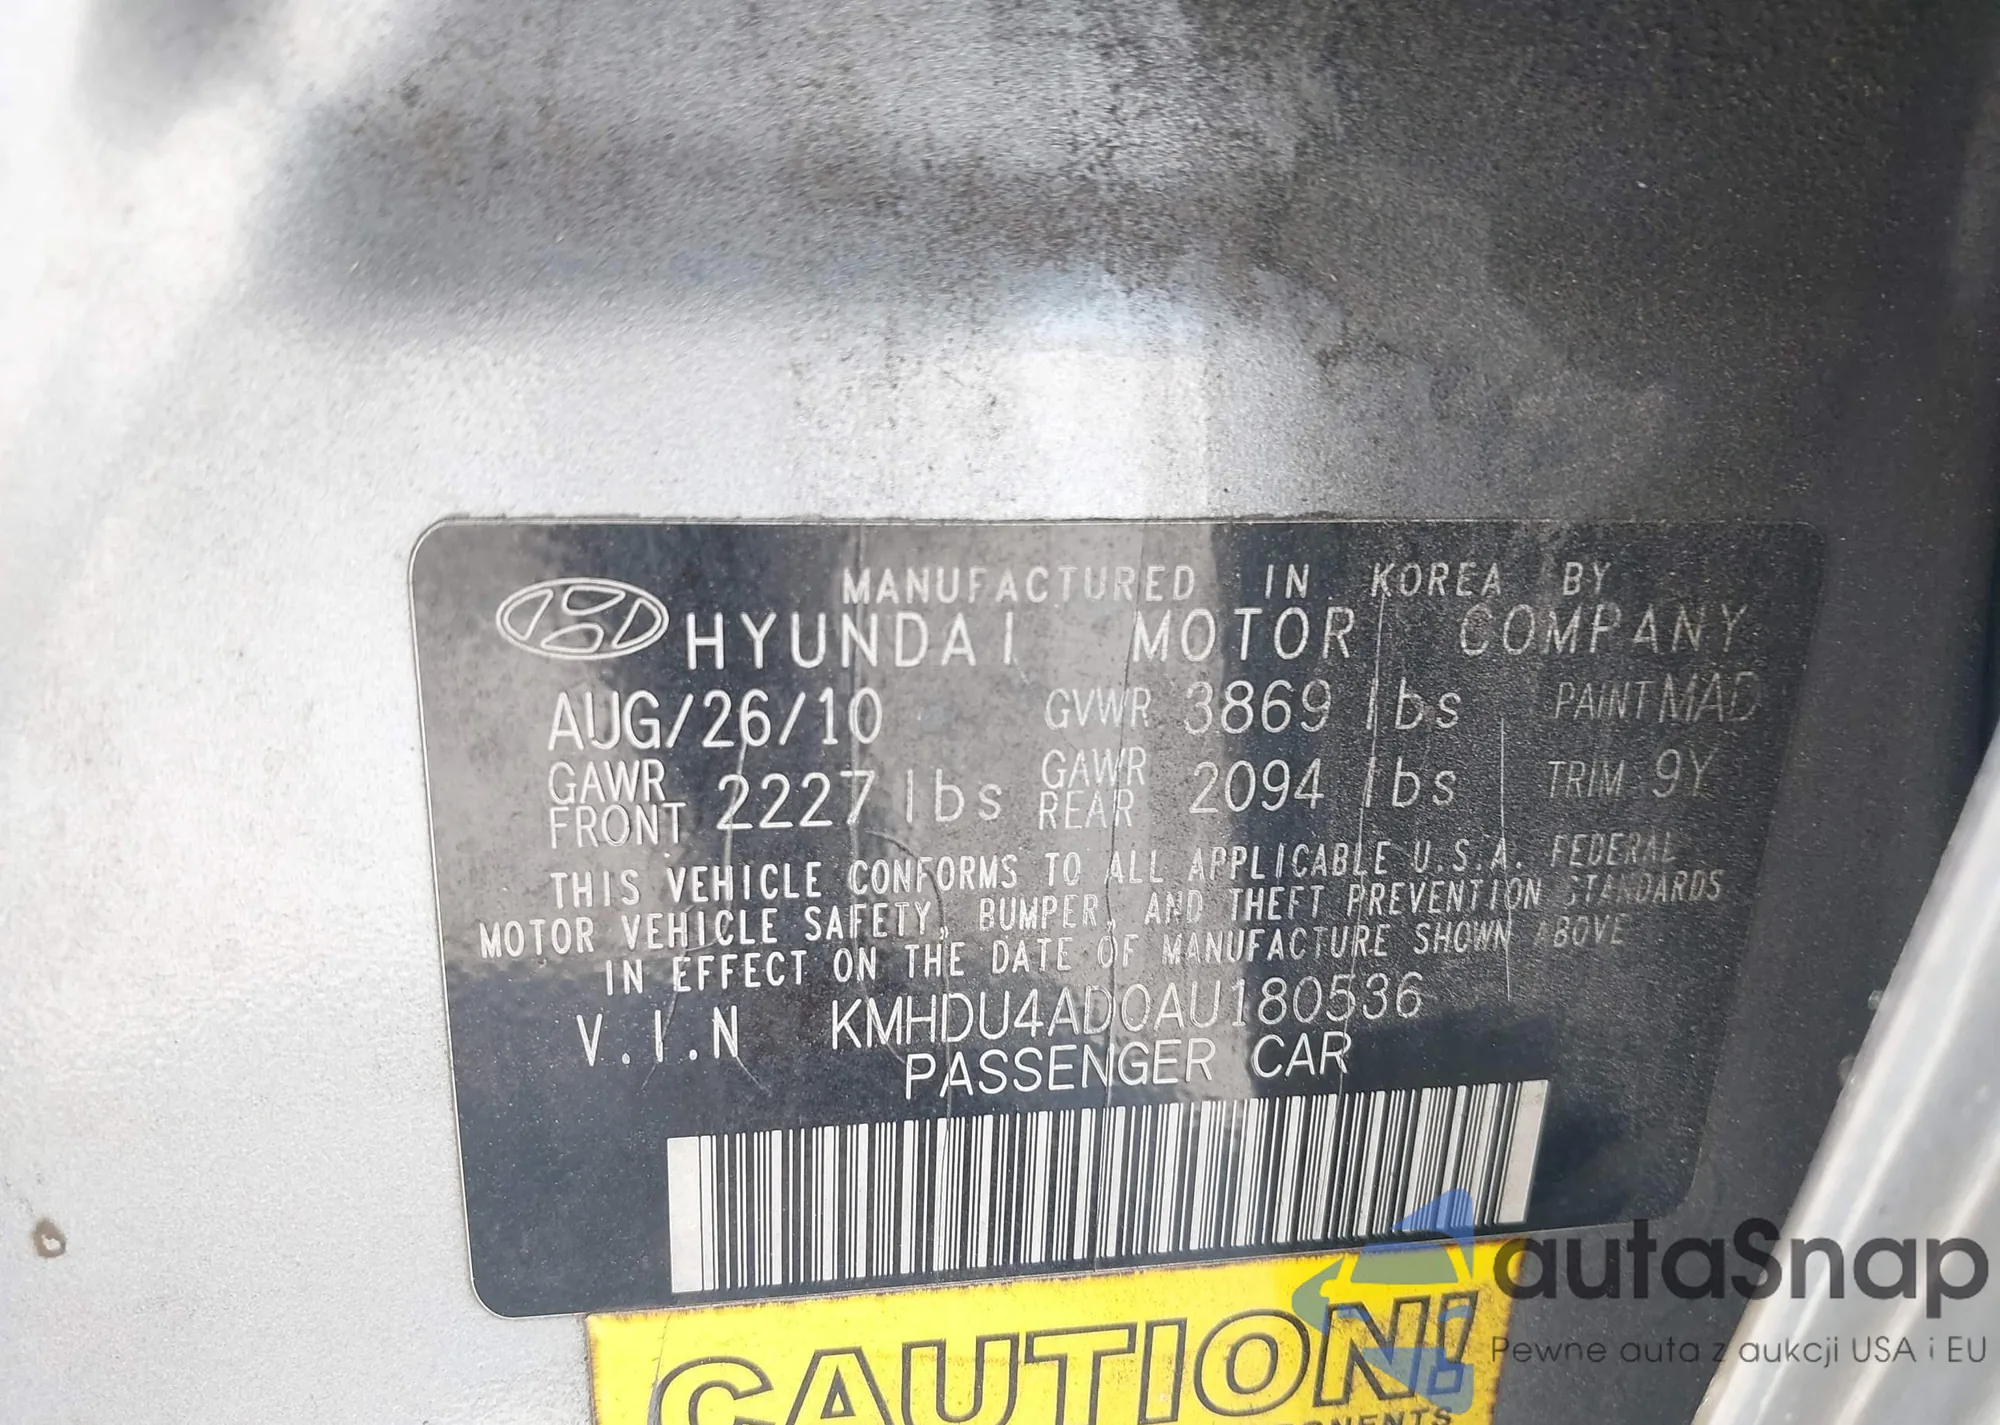 MANUFACTURED IN KOREA BY
HYUNDAI MOTOR COMPANY
AUG/26/10 GVWR 3869 lbs PAINT MAD
GAWR FRONT 2227 lbs GAWR REAR 2094 lbs TRIM 9Y
THIS VEHICLE CONFORMS TO ALL APPLICABLE U.S.A. FEDERAL
MOTOR VEHICLE SAFETY, BUMPER, AND THEFT PREVENTION STANDARDS
IN EFFECT ON THE DATE OF MANUFACTURE SHOWN ABOVE
V.I.N KMHDU4AD0AU180536
PASSENGER CAR
CAUTION!
autaSnap
Pewne auta z aukcji USA i EU